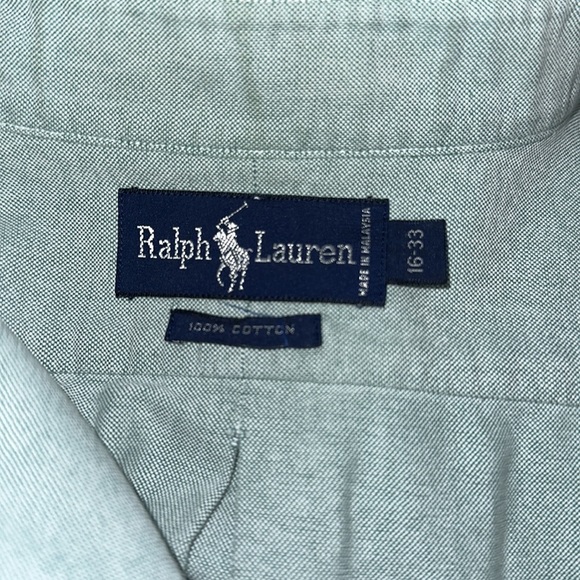 Ralph Lauren
MADE IN MALAYSIA
16-33
100% COTTON